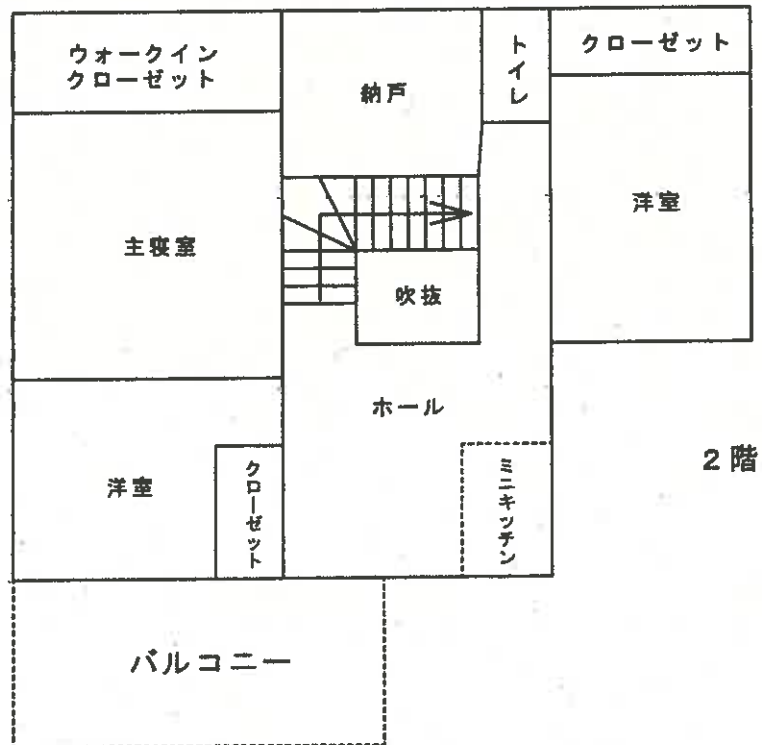 ウォークイン
クローゼット
納戸
トイレ
クローゼット
主寝室
洋室
吹抜
ホール
洋室
クローゼット
ミニキッチン
2階
バルコニー